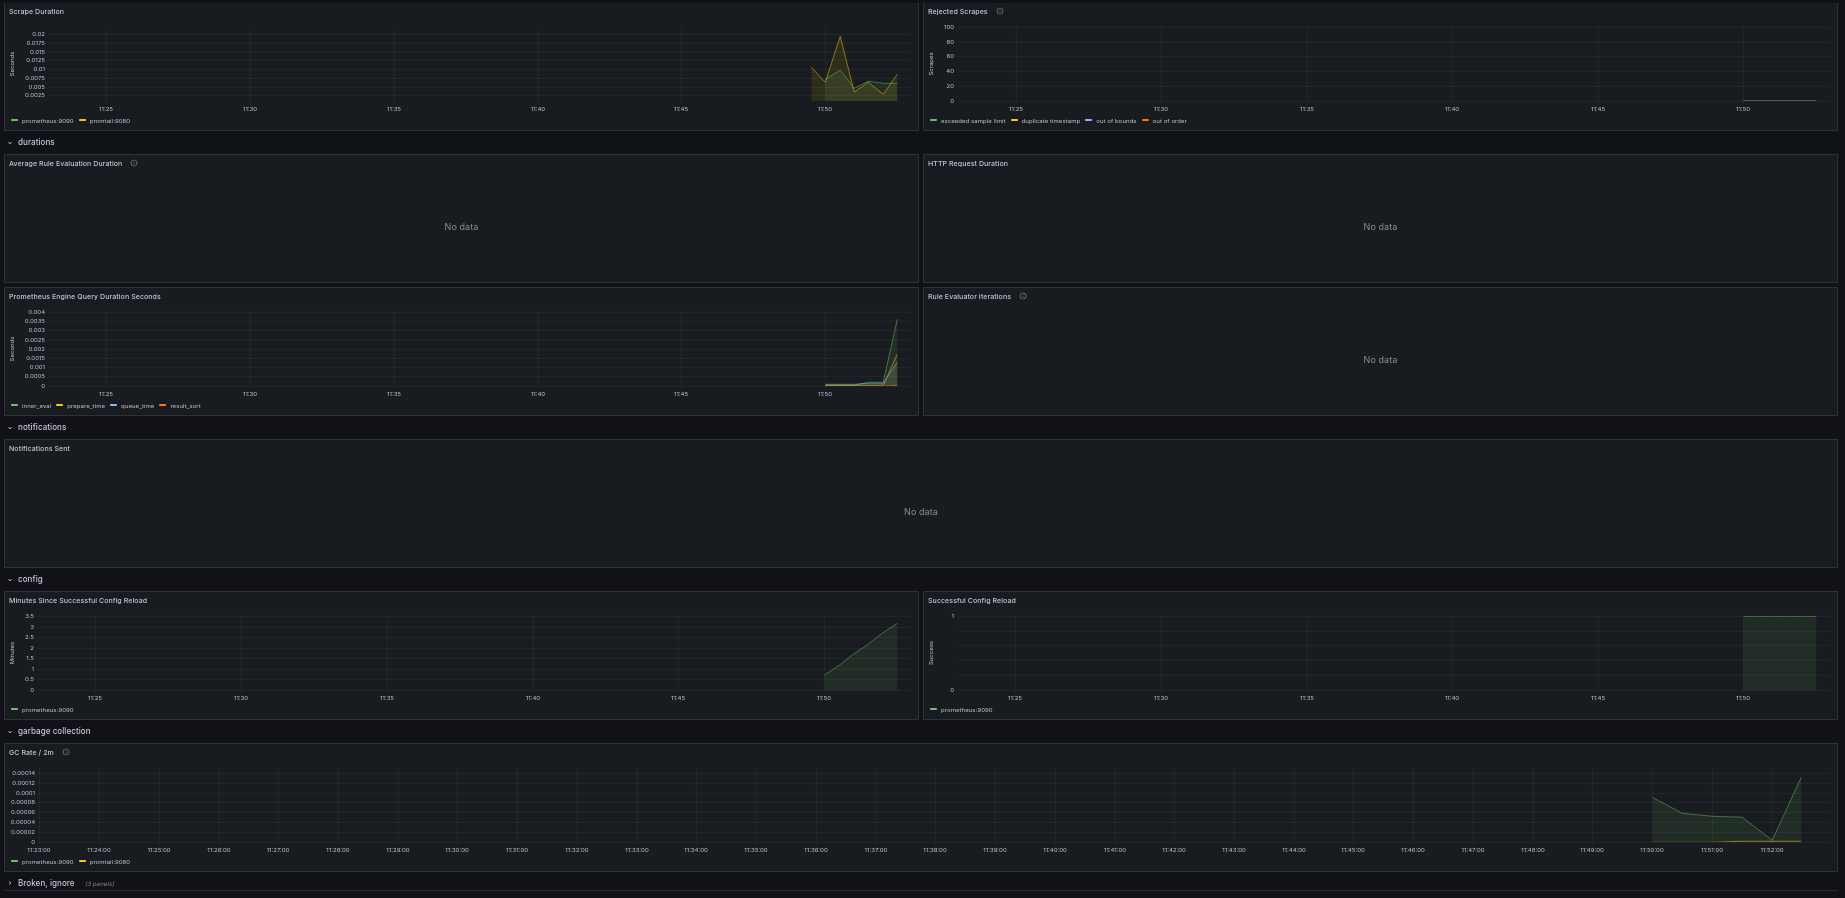 Scrape Duration
Seconds
0.02
0.0175
0.015
0.0125
0.01
0.0075
0.005
0.0025
11:25 11:30 11:35 11:40 11:45 11:50
prometheus:9090 promtail:9080
Rejected Scrapes
Scrapes
100
80
60
40
20
0
11:25 11:30 11:35 11:40 11:45 11:50
exceeded sample limit duplicate timestamp out of bounds out of order
durations
Average Rule Evaluation Duration
No data
HTTP Request Duration
No data
Prometheus Engine Query Duration Seconds
Seconds
0.004
0.0035
0.003
0.0025
0.002
0.0015
0.001
0.0005
0
11:25 11:30 11:35 11:40 11:45 11:50
inner_eval prepare_time queue_time result_sort
Rule Evaluator Iterations
No data
notifications
Notifications Sent
No data
config
Minutes Since Successful Config Reload
Minutes
3.5
3
2.5
2
1.5
1
0.5
0
11:25 11:30 11:35 11:40 11:45 11:50
prometheus:9090
Successful Config Reload
Success
1
0
11:25 11:30 11:35 11:40 11:45 11:50
prometheus:9090
garbage collection
GC Rate / 2m
0.00014
0.00012
0.0001
0.00008
0.00006
0.00004
0.00002
0
11:23:00 11:24:00 11:25:00 11:26:00 11:27:00 11:28:00 11:29:00 11:30:00 11:31:00 11:32:00 11:33:00 11:34:00 11:35:00 11:36:00 11:37:00 11:38:00 11:39:00 11:40:00 11:41:00 11:42:00 11:43:00 11:44:00 11:45:00 11:46:00 11:47:00 11:48:00 11:49:00 11:50:00 11:51:00 11:52:00
prometheus:9090 promtail:9080
Broken, ignore (3 panels)